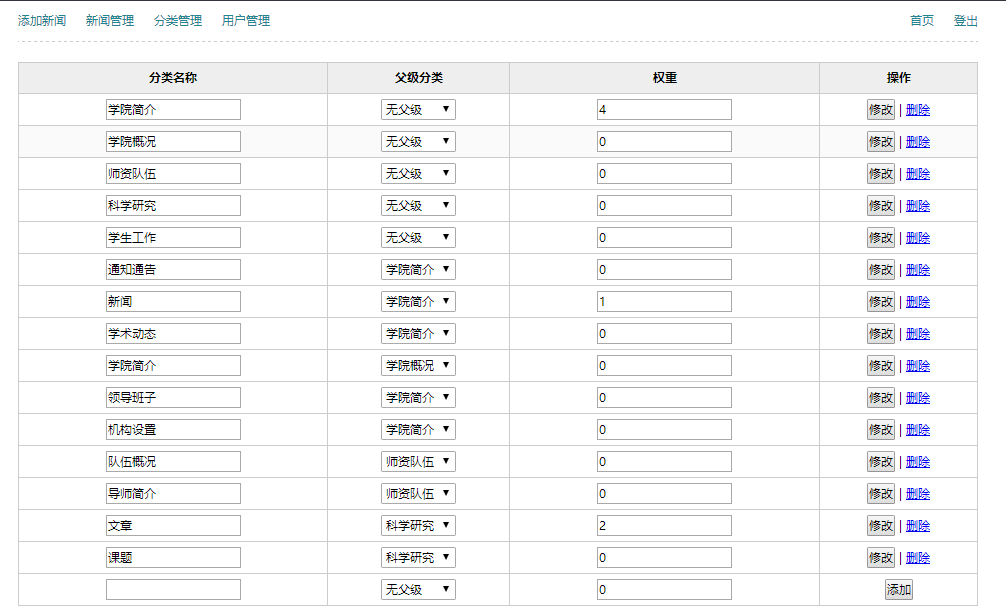 添加新闻 新闻管理 分类管理 用户管理 首页 登出
分类名称 父级分类 权重 操作
学院简介 无父级 4 修改 | 删除
学院概况 无父级 0 修改 | 删除
师资队伍 无父级 0 修改 | 删除
科学研究 无父级 0 修改 | 删除
学生工作 无父级 0 修改 | 删除
通知通告 学院简介 0 修改 | 删除
新闻 学院简介 1 修改 | 删除
学术动态 学院简介 0 修改 | 删除
学院简介 学院概况 0 修改 | 删除
领导班子 学院简介 0 修改 | 删除
机构设置 学院简介 0 修改 | 删除
队伍概况 师资队伍 0 修改 | 删除
导师简介 师资队伍 0 修改 | 删除
文章 科学研究 2 修改 | 删除
课题 科学研究 0 修改 | 删除
无父级 0 添加